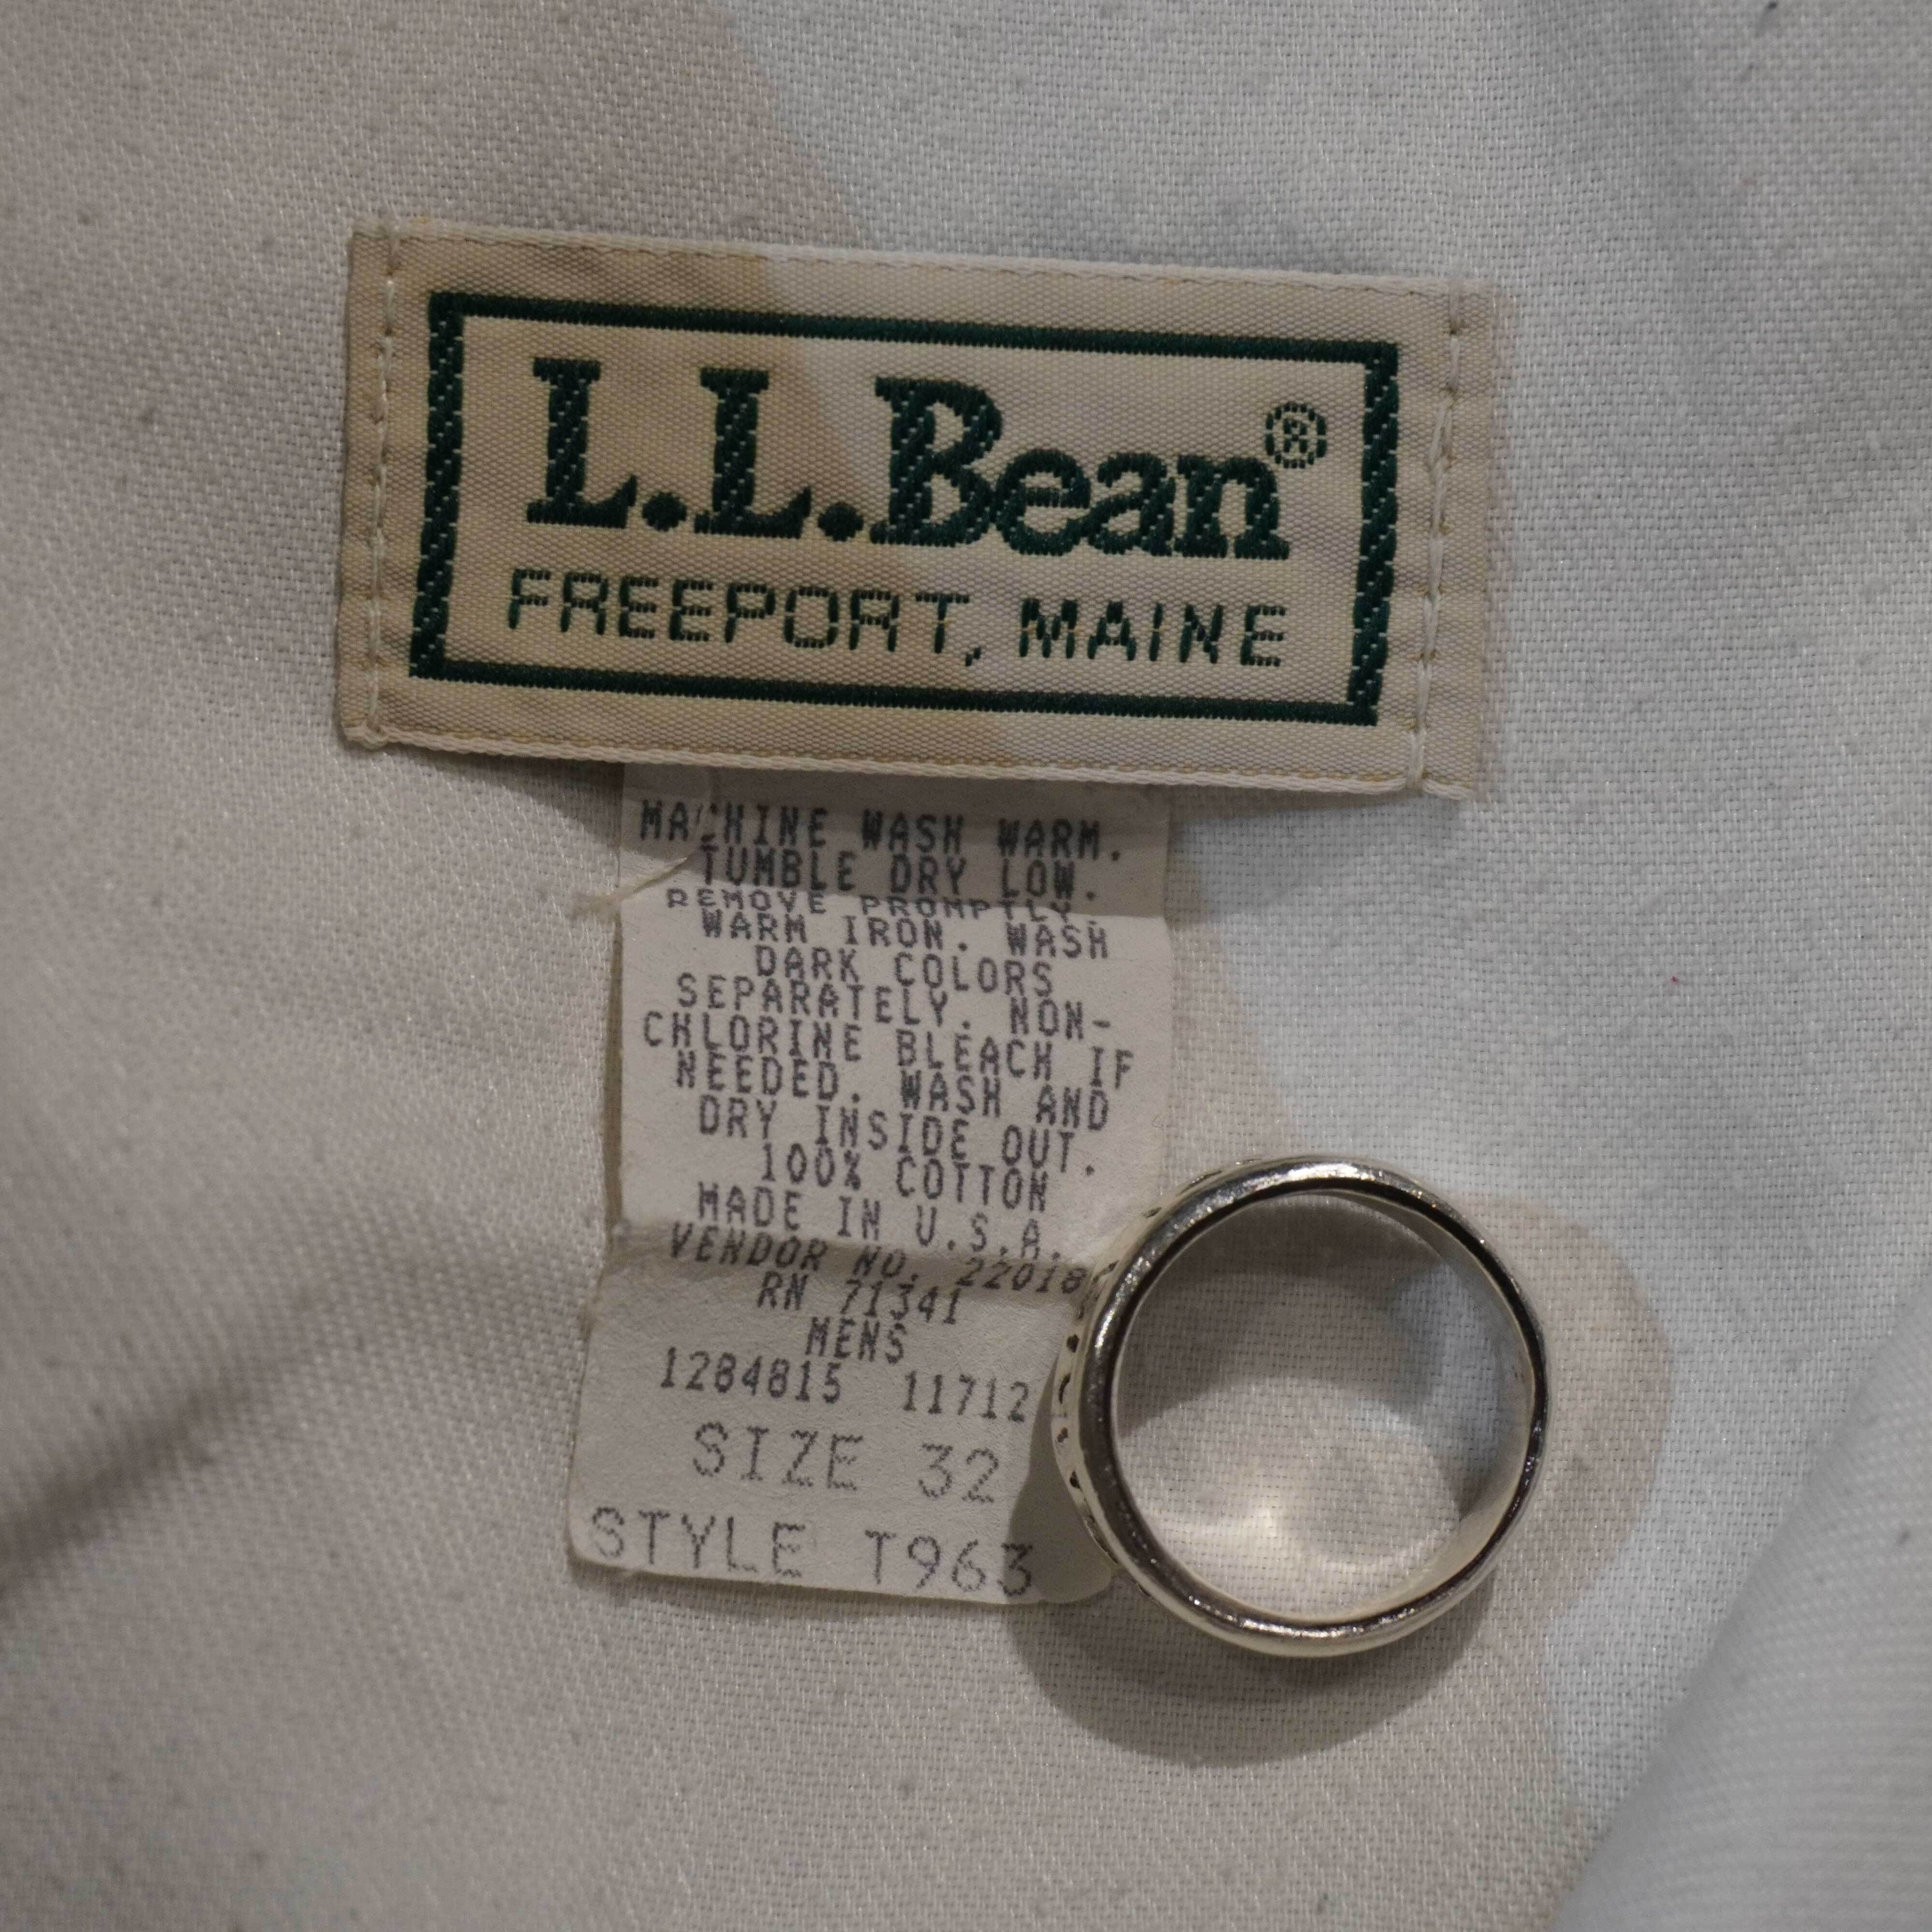 L.L.Bean®
FREEPORT, MAINE
MACHINE WASH WARM.
TUMBLE DRY LOW.
REMOVE PROMPTLY.
WARM IRON. WASH
DARK COLORS
SEPARATELY. NON-
CHLORINE BLEACH IF
NEEDED. WASH AND
DRY INSIDE OUT.
100% COTTON
MADE IN U.S.A.
VENDOR NO. 22018
RN 71341
MENS
1284815 11712
SIZE 32
STYLE T963